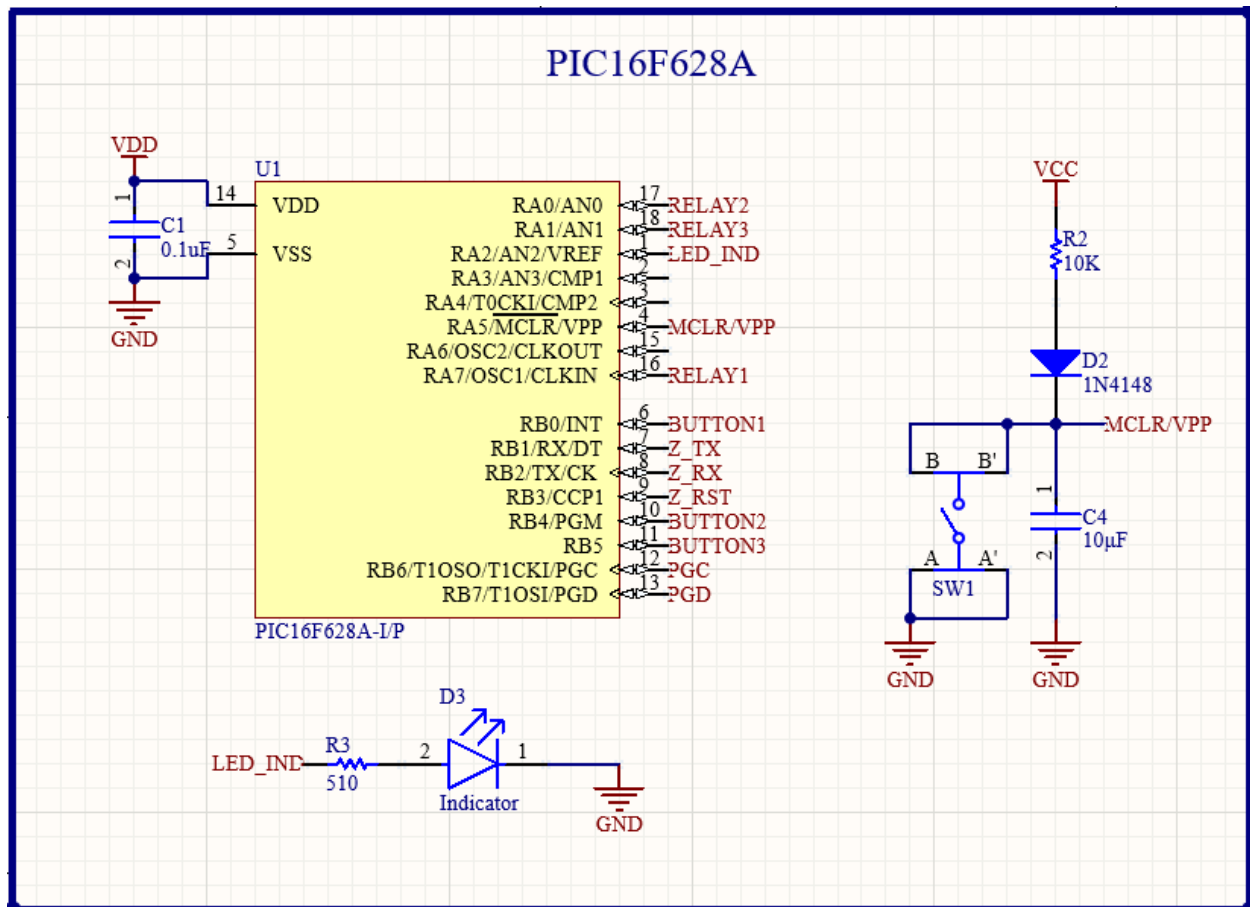 PIC16F628A
VDD
1
C1
0.1uF
2
GND
U1
14 VDD
5 VSS
RA0/AN0 17 RELAY2
RA1/AN1 18 RELAY3
RA2/AN2/VREF 1 LED_IND
RA3/AN3/CMP1 2
RA4/T0CKI/CMP2 3
RA5/MCLR/VPP 4 MCLR/VPP
RA6/OSC2/CLKOUT 15
RA7/OSC1/CLKIN 16 RELAY1
RB0/INT 6 BUTTON1
RB1/RX/DT 7 Z_TX
RB2/TX/CK 8 Z_RX
RB3/CCP1 9 Z_RST
RB4/PGM 10 BUTTON2
RB5 11 BUTTON3
RB6/T1OSO/T1CKI/PGC 12 PGC
RB7/T1OSI/PGD 13 PGD
PIC16F628A-I/P
VCC
R2
10K
D2
1N4148
MCLR/VPP
B B'
A A'
SW1
1
C4
10µF
2
GND
GND
D3
LED_IND
R3
510
2 1
Indicator
GND